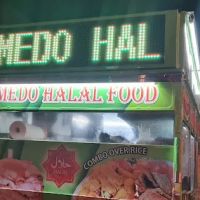 MEDO HAL
MEDO HALAL FOOD
حلال
COMBO OVER RICE